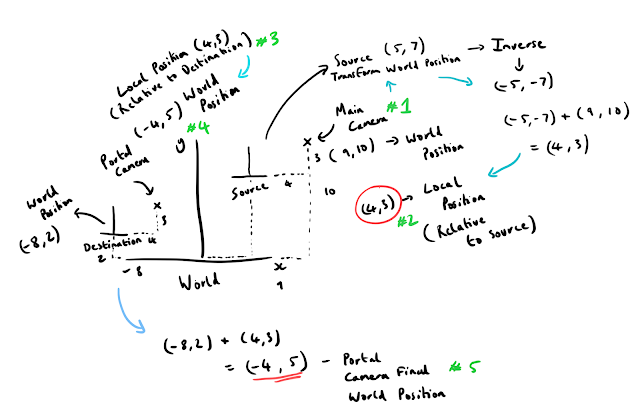 Local Position (4,3) #3
(Relative to Destination)
(-4,5) World
Position
#4
y
Portal
Camera
World
Position
(-8,2)
x
3
Destination
4
2
-8
World
x
9
Source
4
10
3
x
Main
Camera
#1
(9,10) → World
Position
Source (5,7) → Inverse
Transform World Position
(-5,-7)
(-5,-7) + (9,10)
= (4,3)
(4,3) → Local
Position
#2
(Relative
to source)
(-8,2) + (4,3)
= (-4,5) - Portal
Camera Final #5
World Position